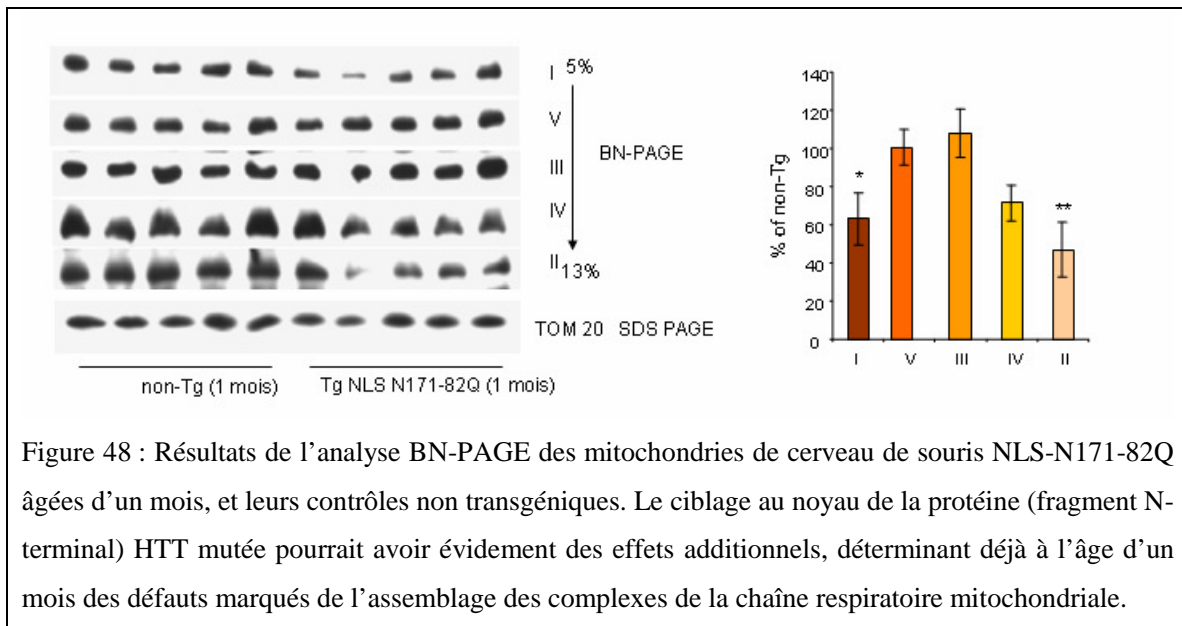 I 5%
V
BN-PAGE
III
IV
II 13%
TOM 20 SDS PAGE
non-Tg (1 mois)
Tg NLS N171-82Q (1 mois)
% of non-Tg
140
120
100
80
60
40
20
0
*
**
I
V
III
IV
II
Figure 48 : Résultats de l’analyse BN-PAGE des mitochondries de cerveau de souris NLS-N171-82Q
âgées d’un mois, et leurs contrôles non transgéniques. Le ciblage au noyau de la protéine (fragment N-
terminal) HTT mutée pourrait avoir évidement des effets additionnels, déterminant déjà à l’âge d’un
mois des défauts marqués de l’assemblage des complexes de la chaîne respiratoire mitochondriale.